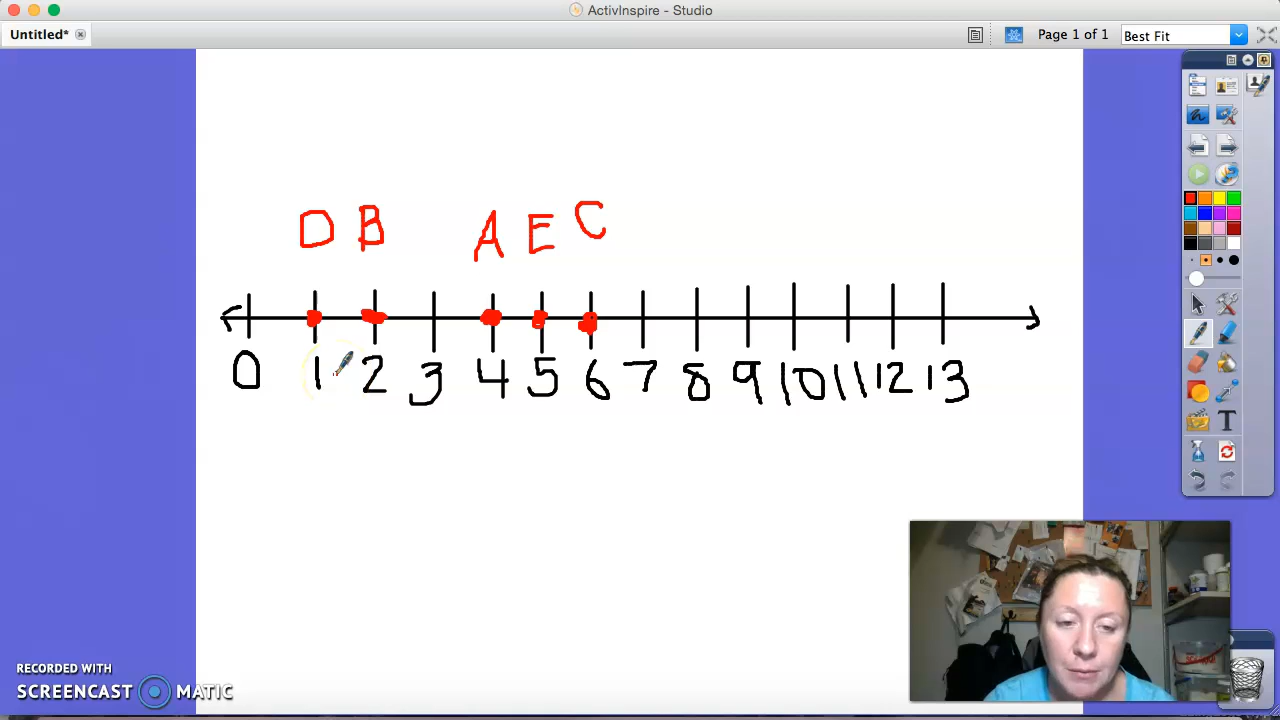 ActivInspire - Studio
Untitled*
Page 1 of 1
Best Fit
D B A E C
0 1 2 3 4 5 6 7 8 9 10 11 12 13
RECORDED WITH
SCREENCAST MATIC